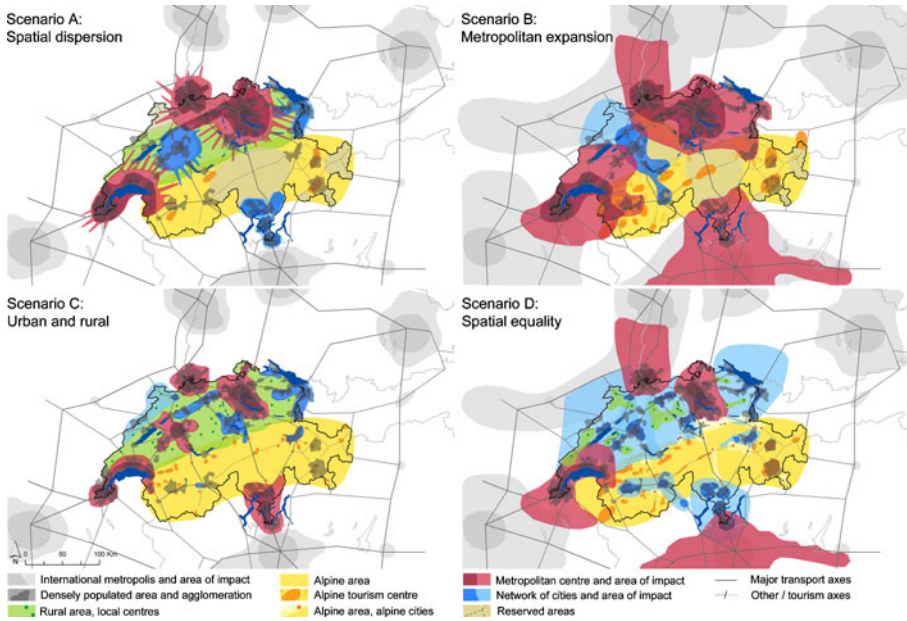 Scenario A:
Spatial dispersion
Scenario B:
Metropolitan expansion
Scenario C:
Urban and rural
Scenario D:
Spatial equality
N
0 50 100 Km
International metropolis and area of impact
Densely populated area and agglomeration
Rural area, local centres
Alpine area
Alpine tourism centre
Alpine area, alpine cities
Metropolitan centre and area of impact
Network of cities and area of impact
Reserved areas
Major transport axes
Other / tourism axes